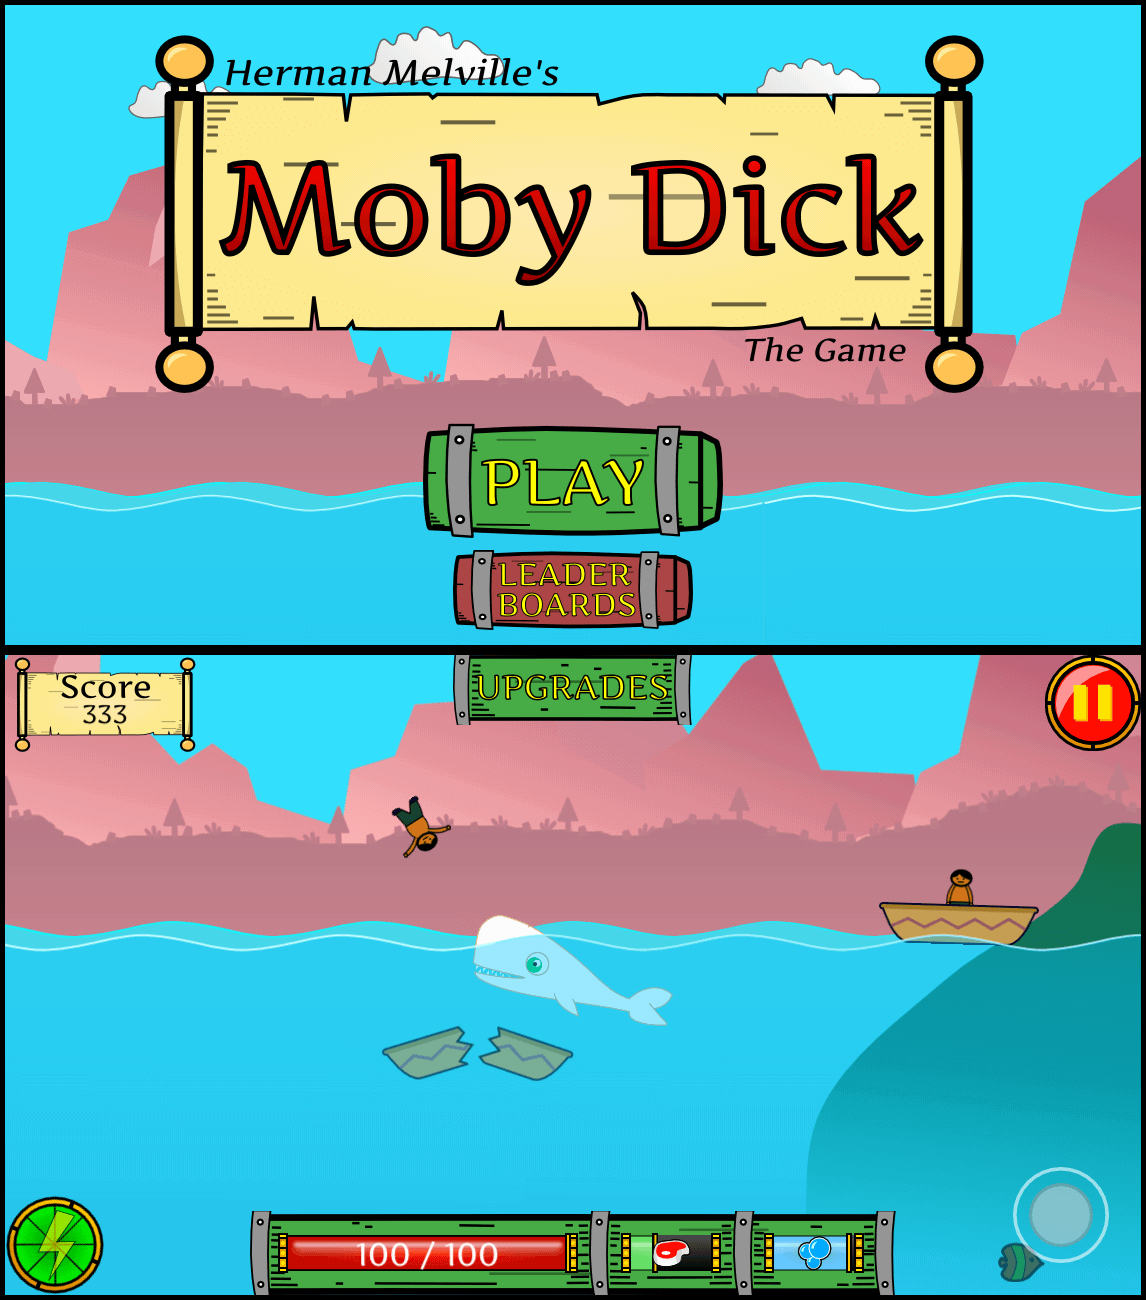 Herman Melville's
Moby Dick
The Game
PLAY
LEADER
BOARDS
Score
333
UPGRADES
100 / 100